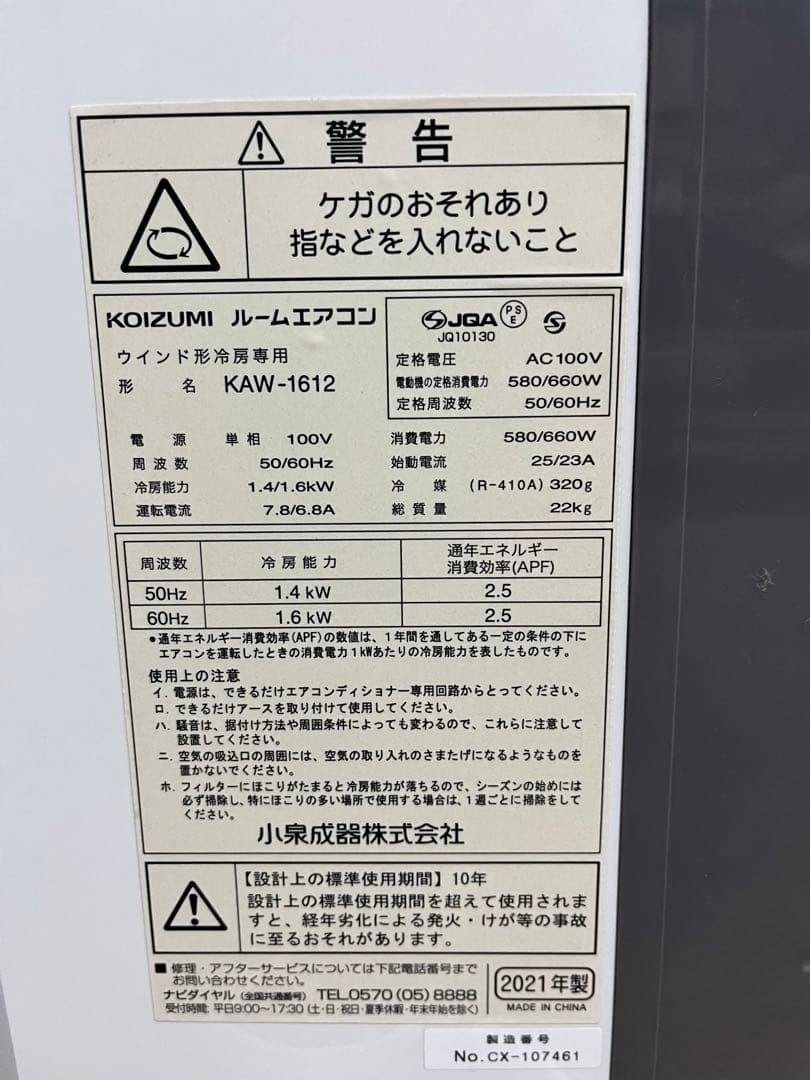 警告
ケガのおそれあり
指などを入れないこと
KOIZUMI ルームエアコン
ウインド形冷房専用
形名 KAW-1612
JQA PSE
JQ10130
定格電圧 AC100V
電動機の定格消費電力 580/660W
定格周波数 50/60Hz
電源 単相 100V
周波数 50/60Hz
冷房能力 1.4/1.6kW
運転電流 7.8/6.8A
消費電力 580/660W
始動電流 25/23A
冷媒 (R-410A) 320g
総質量 22kg
周波数 冷房能力 通年エネルギー
消費効率(APF)
50Hz 1.4 kW 2.5
60Hz 1.6 kW 2.5
●通年エネルギー消費効率(APF)の数値は、1年間を通してある一定の条件の下に
エアコンを運転したときの消費電力1kWあたりの冷房能力を表したものです。
使用上の注意
イ. 電源は、できるだけエアコンディショナー専用回路からとってください。
ロ. できるだけアースを取り付けて使用してください。
ハ. 騒音は、据付け方法や周囲条件によっても変わるので、これらに注意して
設置してください。
ニ. 空気の吸込口の周囲には、空気の取り入れのさまたげになるようなものを
置かないでください。
ホ. フィルターにほこりがたまると冷房能力が落ちるので、シーズンの始めには
必ず掃除し、特にほこりの多い場所で使用する場合は、1週ごとに掃除をして
ください。
小泉成器株式会社
【設計上の標準使用期間】10年
設計上の標準使用期間を超えて使用されま
すと、経年劣化による発火・けが等の事故
に至るおそれがあります。
■ 修理・アフターサービスについては下記電話番号まで
お問い合わせください。
ナビダイヤル (全国共通番号) TEL.0570 (05) 8888
受付時間: 平日9:00〜17:30 (土・日・祝日・夏季休暇・年末年始を除く)
2021年製
MADE IN CHINA
製造番号
No. CX-107461